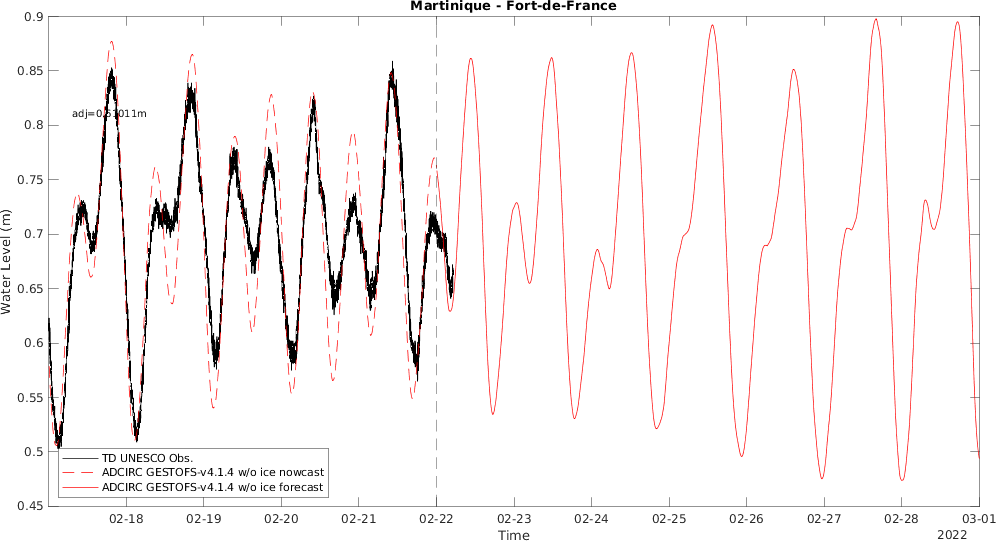 Martinique - Fort-de-France
0.9
0.85
0.8
0.75
0.7
0.65
0.6
0.55
0.5
0.45
Water Level (m)
adj=0.67011m
TD UNESCO Obs.
ADCIRC GESTOFS-v4.1.4 w/o ice nowcast
ADCIRC GESTOFS-v4.1.4 w/o ice forecast
02-18 02-19 02-20 02-21 02-22 02-23 02-24 02-25 02-26 02-27 02-28 03-01
Time
2022